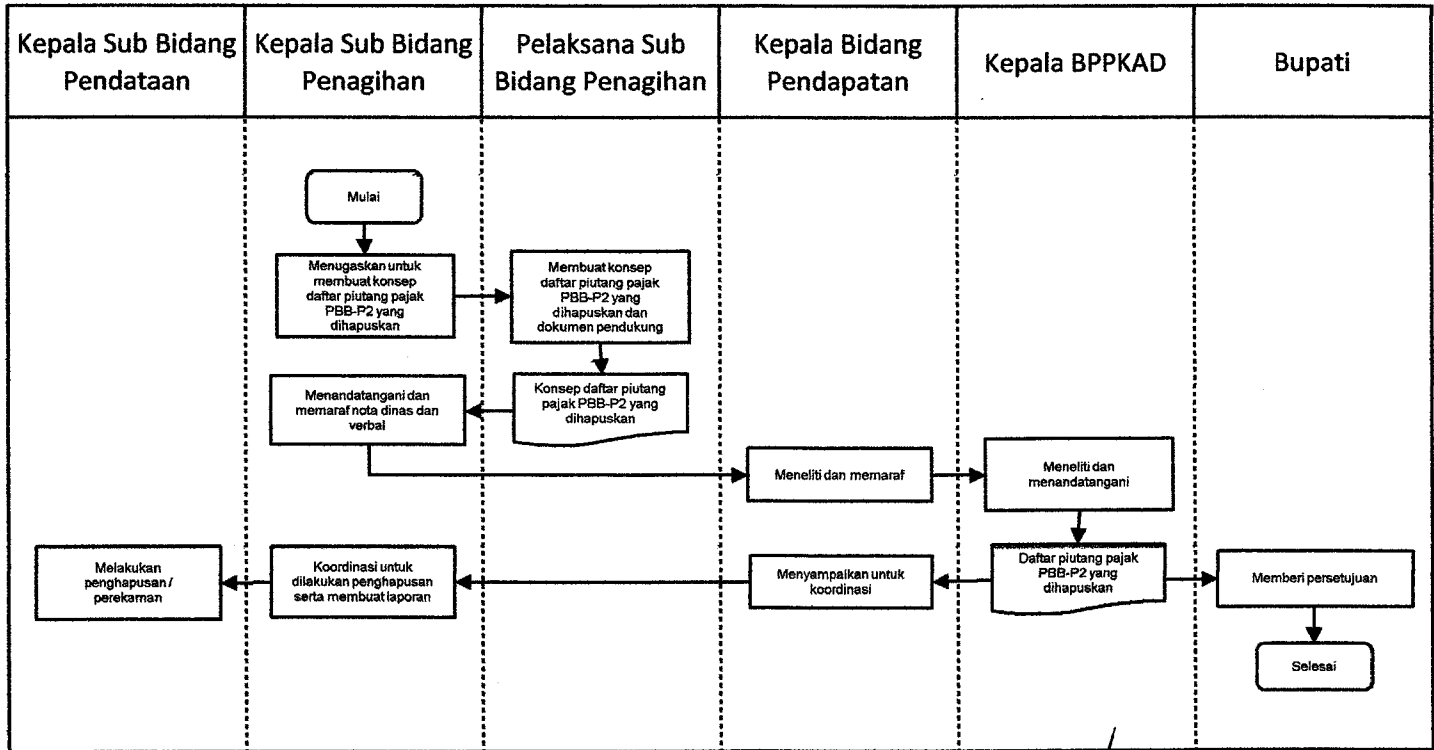 Kepala Sub Bidang
Pendataan
Kepala Sub Bidang
Penagihan
Pelaksana Sub
Bidang Penagihan
Kepala Bidang
Pendapatan
Kepala BPPKAD
Bupati
Mulai
Menugaskan untuk
membuat konsep
daftar piutang pajak
PBB-P2 yang
dihapuskan
Membuat konsep
daftar piutang pajak
PBB-P2 yang
dihapuskan dan
dokumen pendukung
Konsep daftar piutang
pajak PBB-P2 yang
dihapuskan
Menandatangani dan
memaraf nota dinas dan
verbal
Meneliti dan memaraf
Meneliti dan
menandatangani
Daftar piutang pajak
PBB-P2 yang
dihapuskan
Memberi persetujuan
Menyampaikan untuk
koordinasi
Koordinasi untuk
dilakukan penghapusan
serta membuat laporan
Melakukan
penghapusan /
perekaman
Selesai